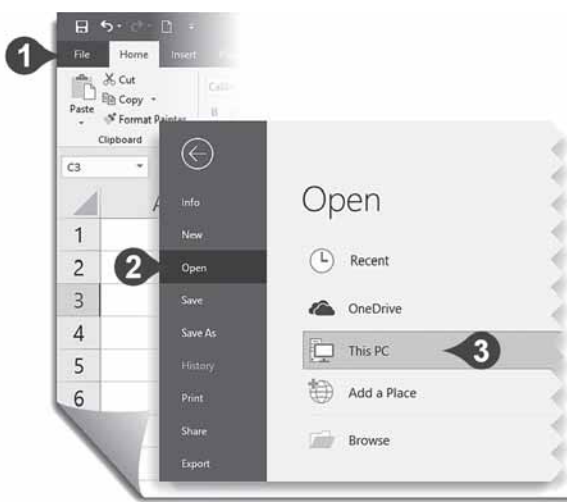 1
File Home Insert
Cut
Copy
Paste
Format Painter
Clipboard
C3
1
2
3
4
5
6
Info
New
2
Open
Save
Save As
History
Print
Share
Export
Open
Recent
OneDrive
This PC
3
Add a Place
Browse